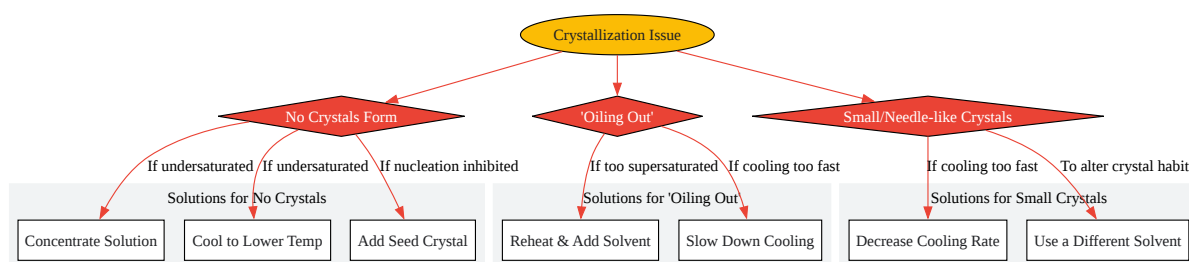 Crystallization Issue
No Crystals Form
'Oiling Out'
Small/Needle-like Crystals
If undersaturated
If undersaturated
If nucleation inhibited
If too supersaturated
If cooling too fast
If cooling too fast
To alter crystal habit
Solutions for No Crystals
Solutions for 'Oiling Out'
Solutions for Small Crystals
Concentrate Solution
Cool to Lower Temp
Add Seed Crystal
Reheat & Add Solvent
Slow Down Cooling
Decrease Cooling Rate
Use a Different Solvent